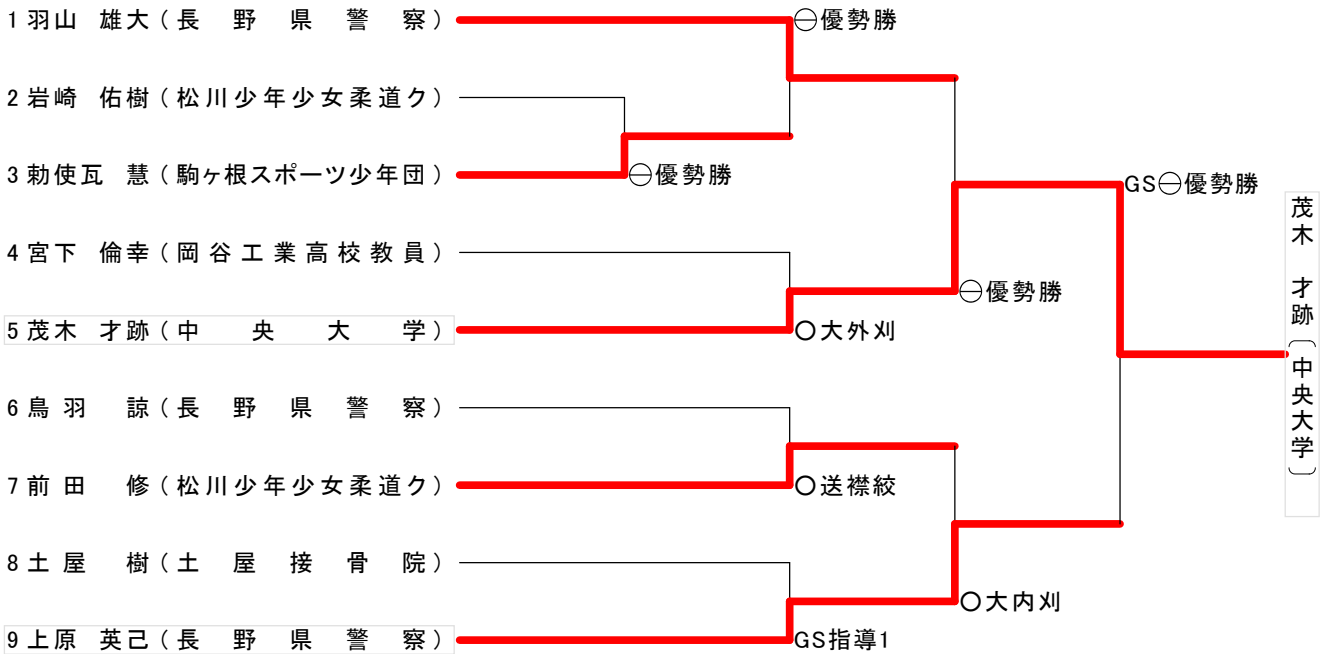 1 羽山 雄大（長野県警察）
⊖優勝勝
2 岩崎 佑樹（松川少年少女柔道ク）
3 勅使瓦 慧（駒ヶ根スポーツ少年団）
⊖優勢勝
GS⊖優勢勝
4 宮下 倫幸（岡谷工業高校教員）
⊖優勢勝
5 茂木 才跡（中央大学）
〇大外刈
6 鳥羽 諒（長野県警察）
7 前田 修（松川少年少女柔道ク）
〇送襟絞
8 土屋 樹（土屋接骨院）
〇大内刈
9 上原 英己（長野県警察）
GS指導1
茂木 才跡（中央大学）